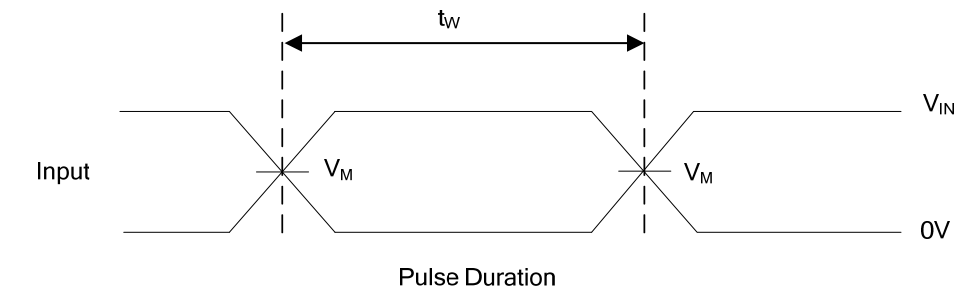 tW
VIN
Input
VM
VM
0V
Pulse Duration